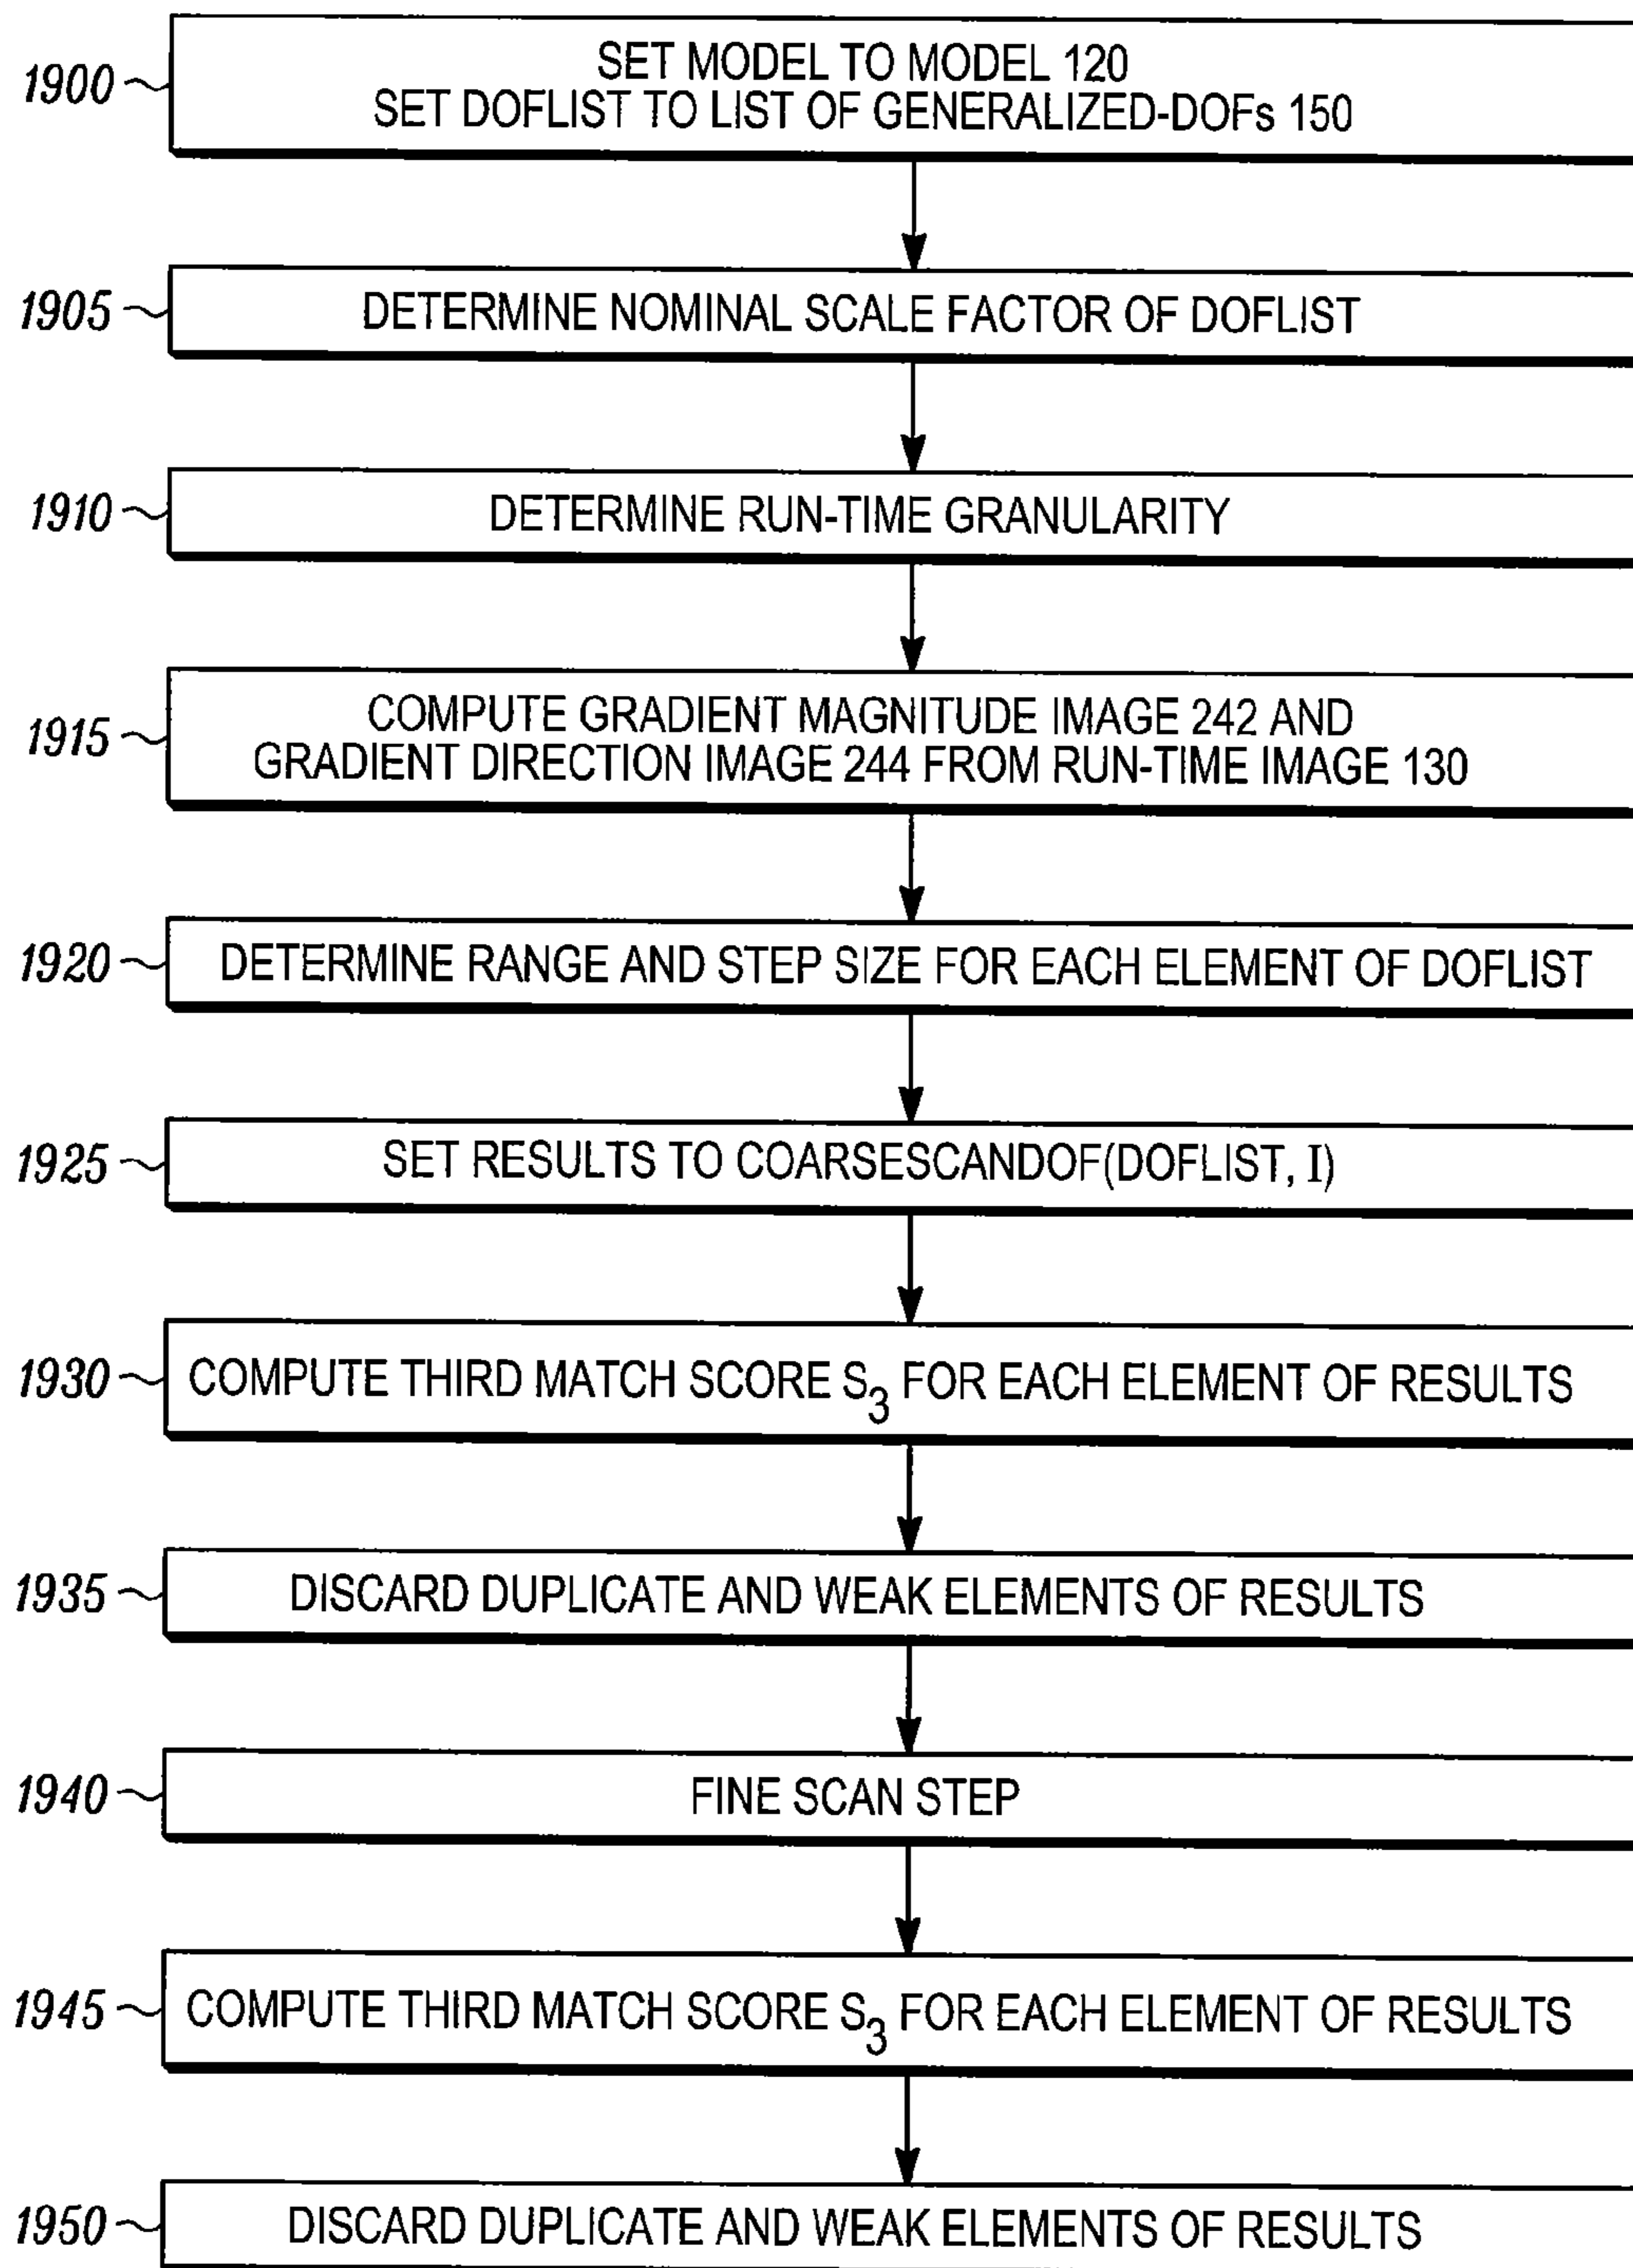 1900
SET MODEL TO MODEL 120
SET DOFLIST TO LIST OF GENERALIZED-DOFs 150
1905
DETERMINE NOMINAL SCALE FACTOR OF DOFLIST
1910
DETERMINE RUN-TIME GRANULARITY
1915
COMPUTE GRADIENT MAGNITUDE IMAGE 242 AND
GRADIENT DIRECTION IMAGE 244 FROM RUN-TIME IMAGE 130
1920
DETERMINE RANGE AND STEP SIZE FOR EACH ELEMENT OF DOFLIST
1925
SET RESULTS TO COARSESCANDOF(DOFLIST, I)
1930
COMPUTE THIRD MATCH SCORE S3 FOR EACH ELEMENT OF RESULTS
1935
DISCARD DUPLICATE AND WEAK ELEMENTS OF RESULTS
1940
FINE SCAN STEP
1945
COMPUTE THIRD MATCH SCORE S3 FOR EACH ELEMENT OF RESULTS
1950
DISCARD DUPLICATE AND WEAK ELEMENTS OF RESULTS